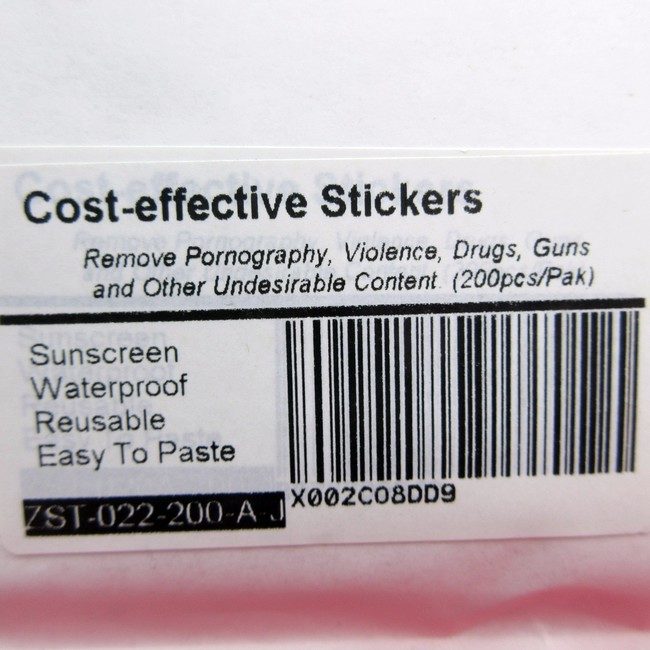 Cost-effective Stickers
Remove Pornography, Violence, Drugs, Guns
and Other Undesirable Content (200pcs/Pak)
Sunscreen
Waterproof
Reusable
Easy To Paste
ZST-022-200-A-J
X002C08DD9